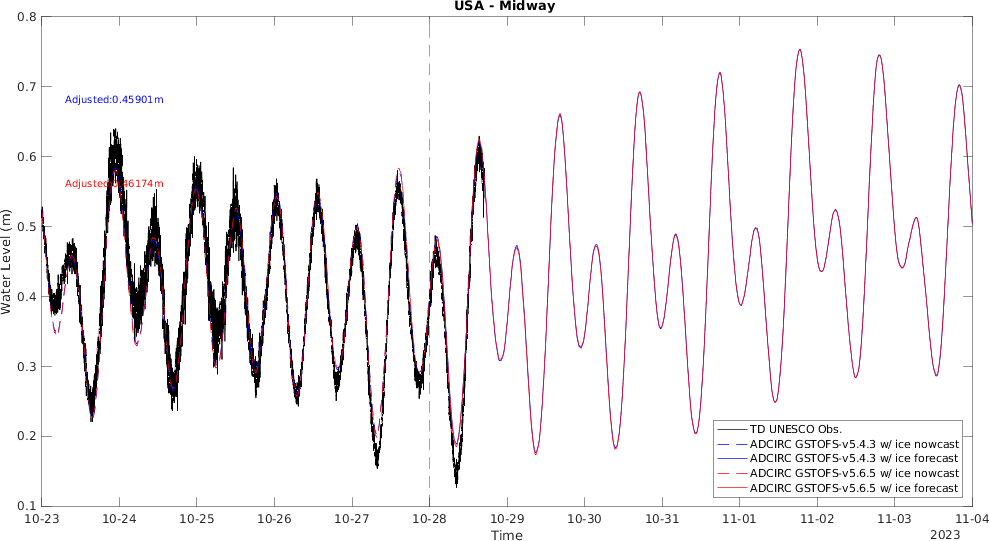 USA - Midway
0.8
0.7
0.6
0.5
0.4
0.3
0.2
0.1
Water Level (m)
Adjusted:0.45901m
Adjusted:0.46174m
TD UNESCO Obs.
ADCIRC GSTOFS-v5.4.3 w/ ice nowcast
ADCIRC GSTOFS-v5.4.3 w/ ice forecast
ADCIRC GSTOFS-v5.6.5 w/ ice nowcast
ADCIRC GSTOFS-v5.6.5 w/ ice forecast
10-23 10-24 10-25 10-26 10-27 10-28 10-29 10-30 10-31 11-01 11-02 11-03 11-04
Time
2023